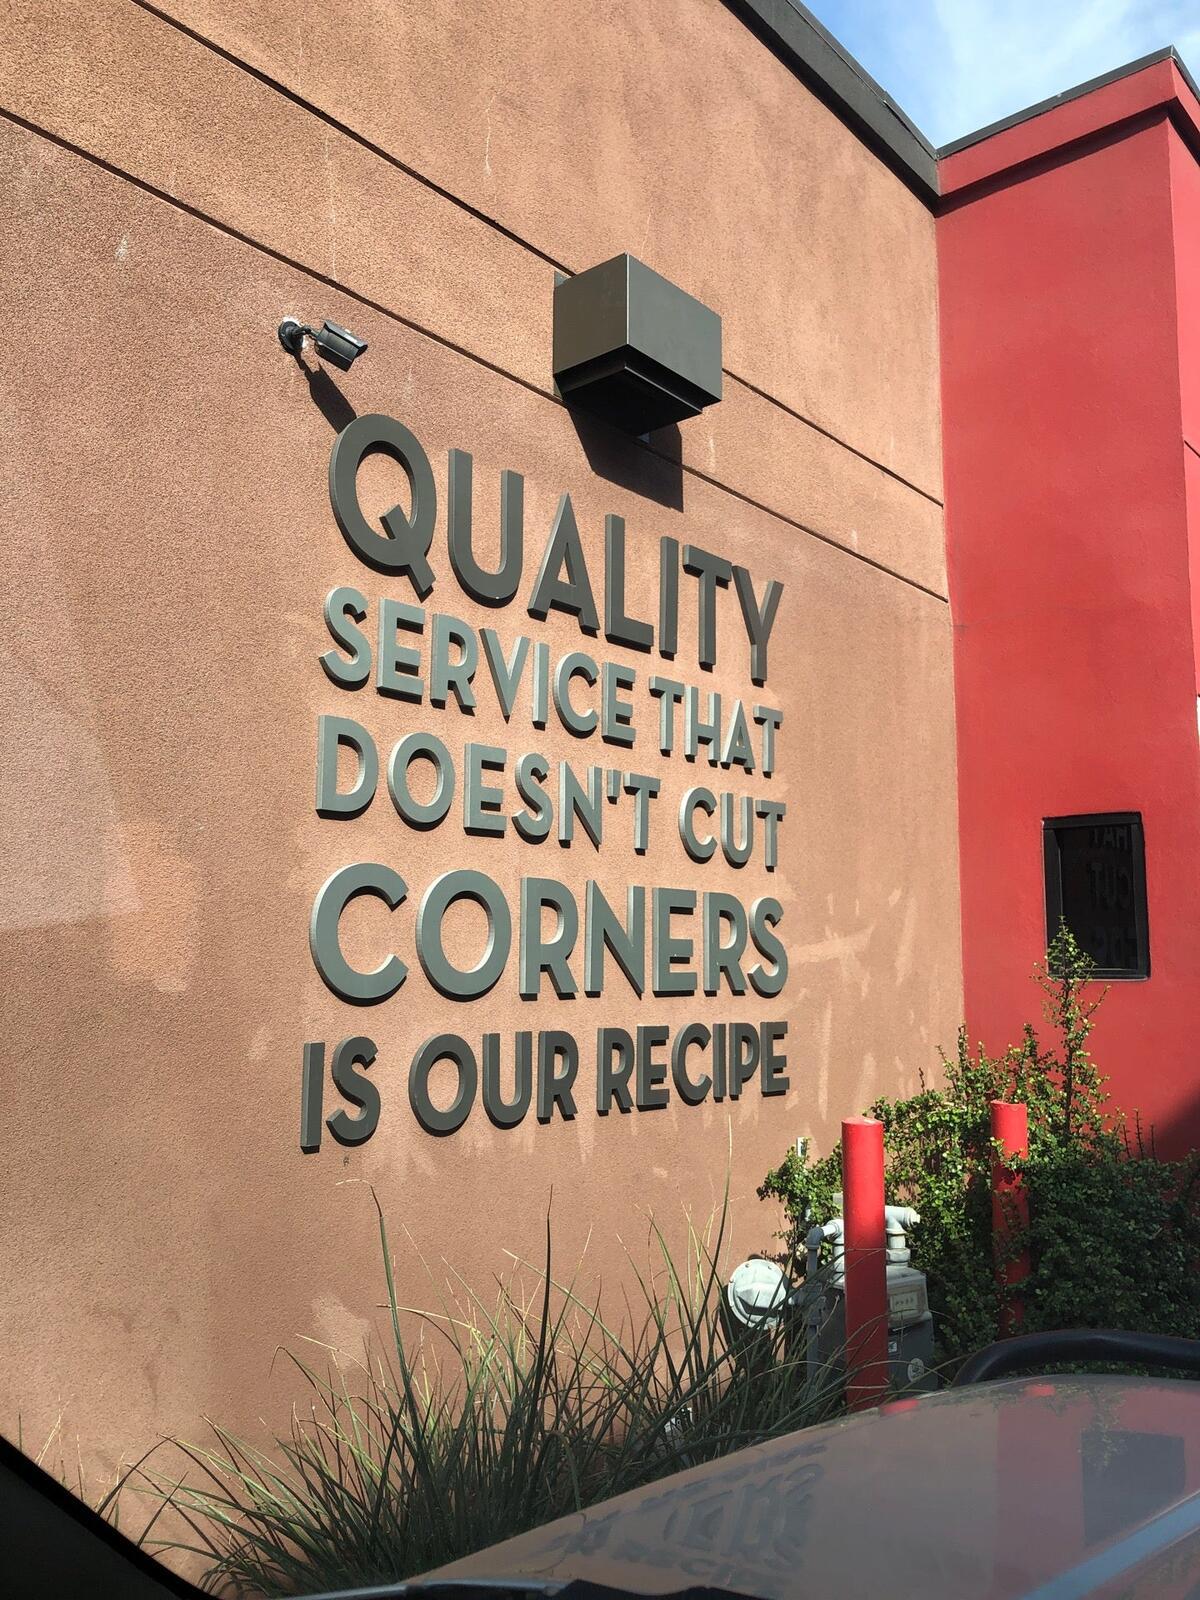 QUALITY
SERVICE THAT
DOESN'T CUT
CORNERS
IS OUR RECIPE